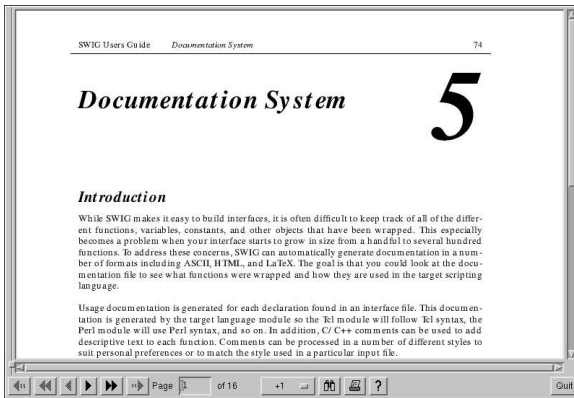 SWIG Users Guide Documentation System 74
Documentation System 5
Introduction
While SWIG makes it easy to build interfaces, it is often difficult to keep track of all of the differ-
ent functions, variables, constants, and other objects that have been wrapped. This especially
becomes a problem when your interface starts to grow in size from a handful to several hundred
functions. To address these concerns, SWIG can automatically generate documentation in a num-
ber of formats including ASCII, HTML, and LaTeX. The goal is that you could look at the docu-
mentation file to see what functions were wrapped and how they are used in the target scripting
language.
Usage documentation is generated for each declaration found in an interface file. This documen-
tation is generated by the target language module so the Tcl module will follow Tcl syntax, the
Perl module will use Perl syntax, and so on. In addition, C/ C++ comments can be used to add
descriptive text to each function. Comments can be processed in a number of different styles to
suit personal preferences or to match the style used in a particular input file.
Page 1 of 16 +1 ? Quit